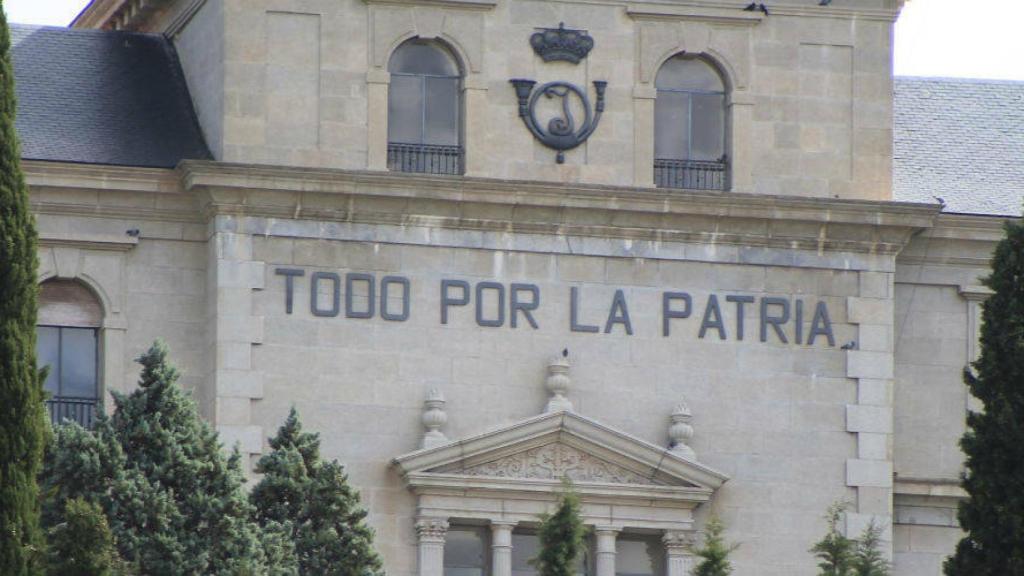 TODO POR LA PATRIA